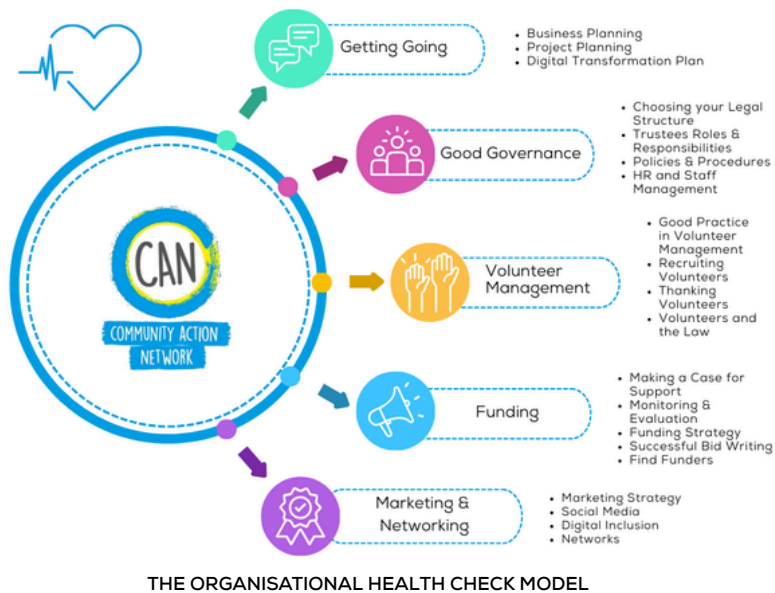 Getting Going
• Business Planning
• Project Planning
• Digital Transformation Plan
Good Governance
• Choosing your Legal
Structure
• Trustees Roles &
Responsibilities
• Policies & Procedures
• HR and Staff
Management
CAN
COMMUNITY ACTION
NETWORK
Volunteer
Management
• Good Practice
in Volunteer
Management
• Recruiting
Volunteers
• Thanking
Volunteers
• Volunteers and
the Law
Funding
• Making a Case for
Support
• Monitoring &
Evaluation
• Funding Strategy
• Successful Bid Writing
• Find Funders
Marketing &
Networking
• Marketing Strategy
• Social Media
• Digital Inclusion
• Networks
THE ORGANISATIONAL HEALTH CHECK MODEL